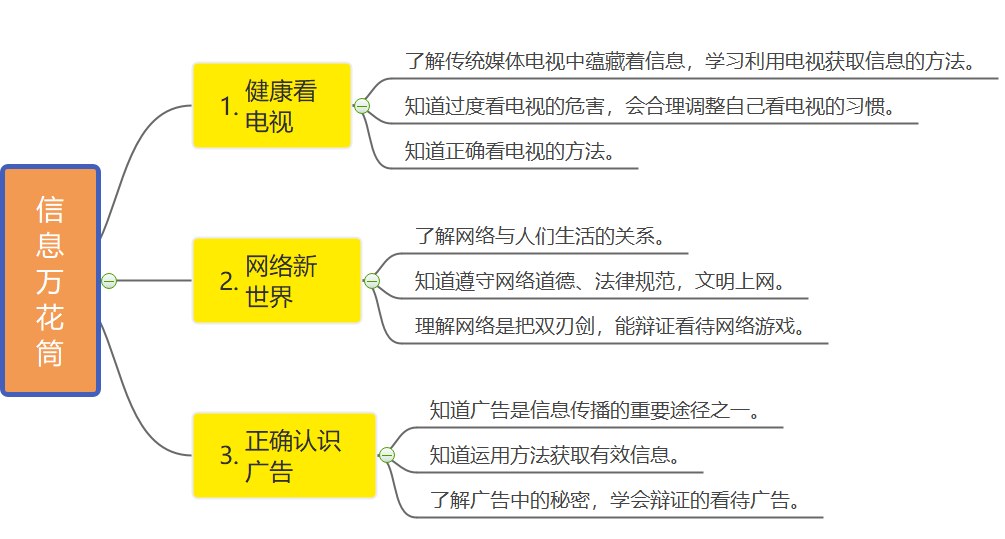 信
息
万
花
筒
1. 健康看
电视
了解传统媒体电视中蕴藏着信息，学习利用电视获取信息的方法。
知道过度看电视的危害，会合理调整自己看电视的习惯。
知道正确看电视的方法。
2. 网络新
世界
了解网络与人们生活的关系。
知道遵守网络道德、法律规范，文明上网。
理解网络是把双刃剑，能辩证看待网络游戏。
3. 正确认识
广告
知道广告是信息传播的重要途径之一。
知道运用方法获取有效信息。
了解广告中的秘密，学会辩证的看待广告。